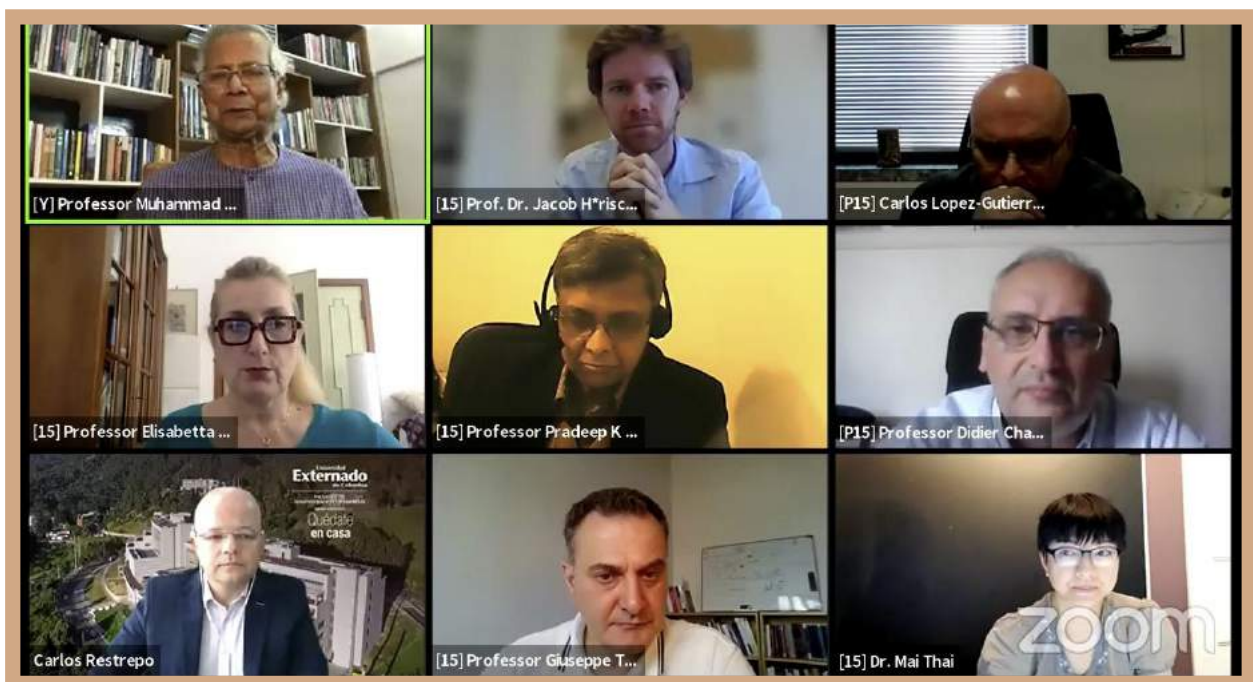 [Y] Professor Muhammad ...
[15] Prof. Dr. Jacob H*risc...
[P15] Carlos Lopez-Gutierr...
[15] Professor Elisabetta ...
[15] Professor Pradeep K ...
[P15] Professor Didier Cha...
Universidad
Externado
de Colombia
Quédate
en casa
Carlos Restrepo
[15] Professor Giuseppe T...
[15] Dr. Mai Thai
zoom